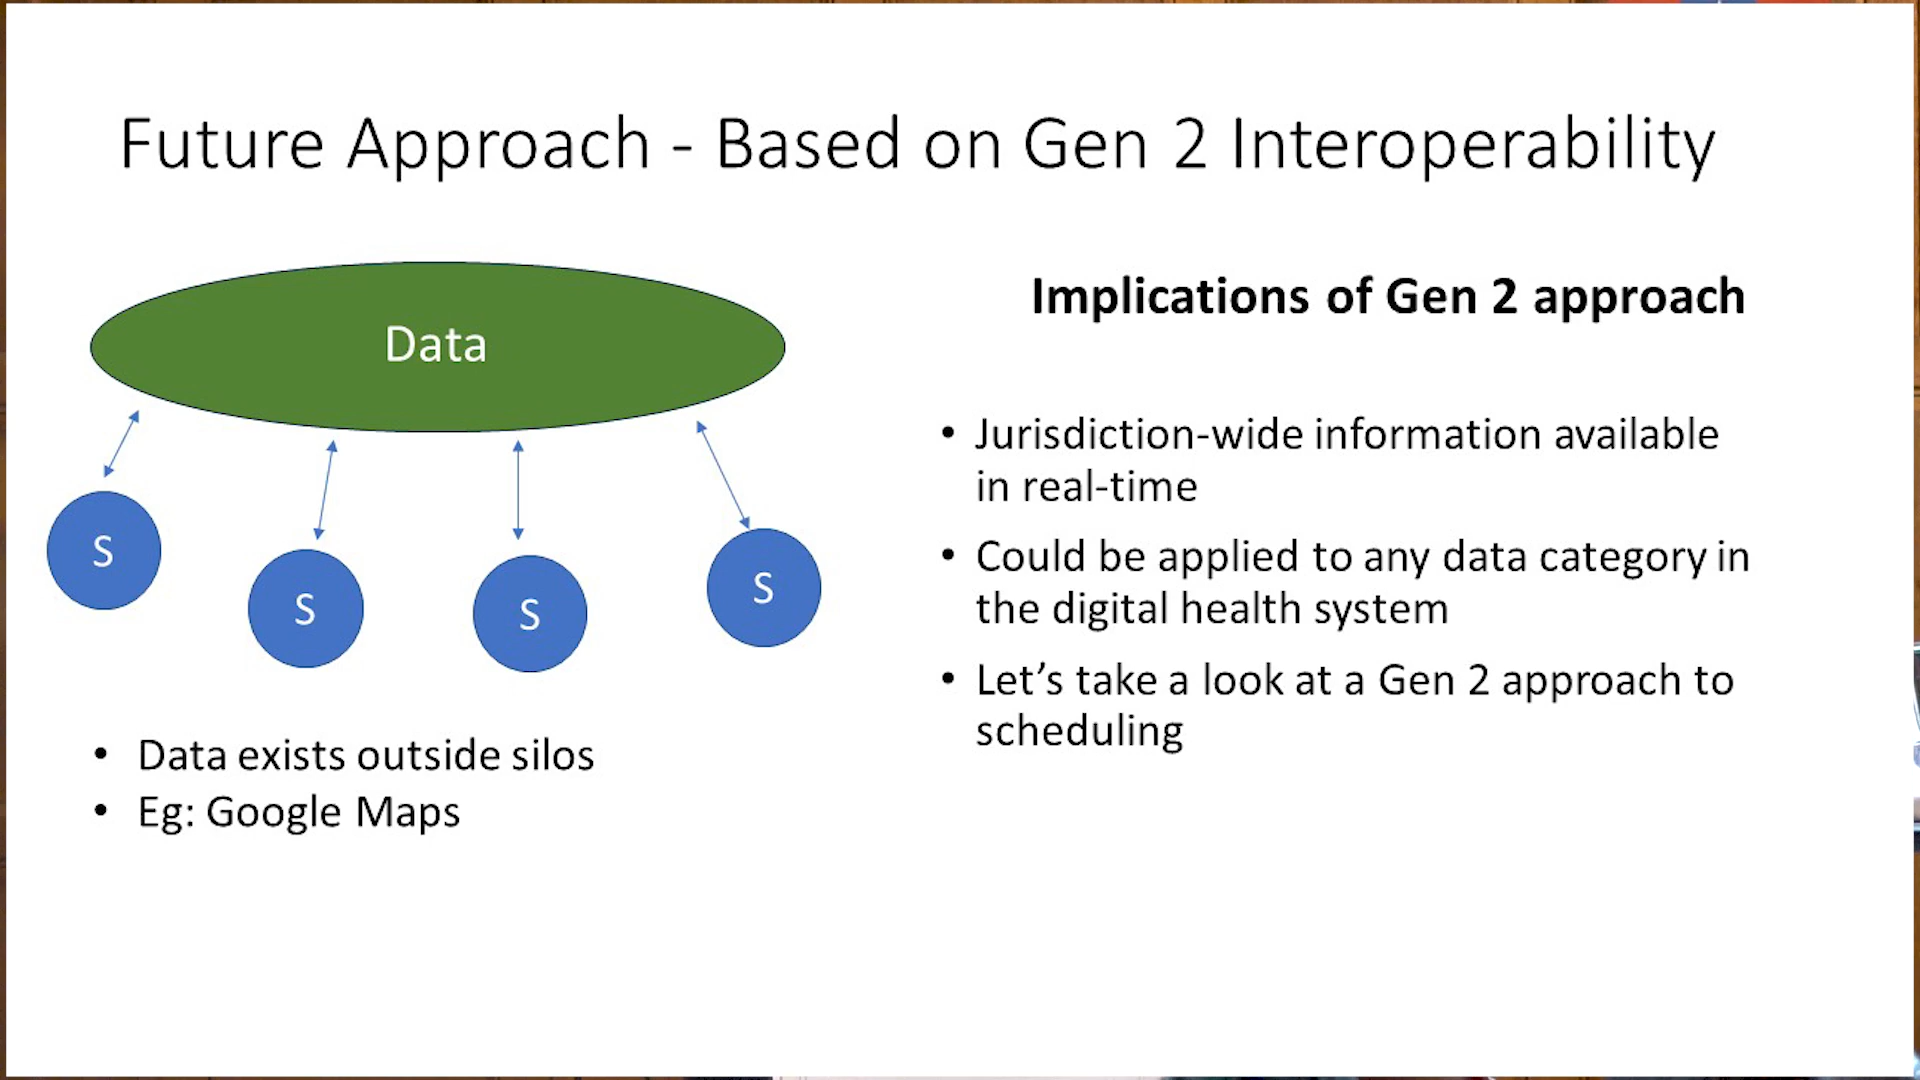 Future Approach - Based on Gen 2 Interoperability
Data
S
S
S
S
• Data exists outside silos
• Eg: Google Maps
Implications of Gen 2 approach
• Jurisdiction-wide information available
in real-time
• Could be applied to any data category in
the digital health system
• Let’s take a look at a Gen 2 approach to
scheduling